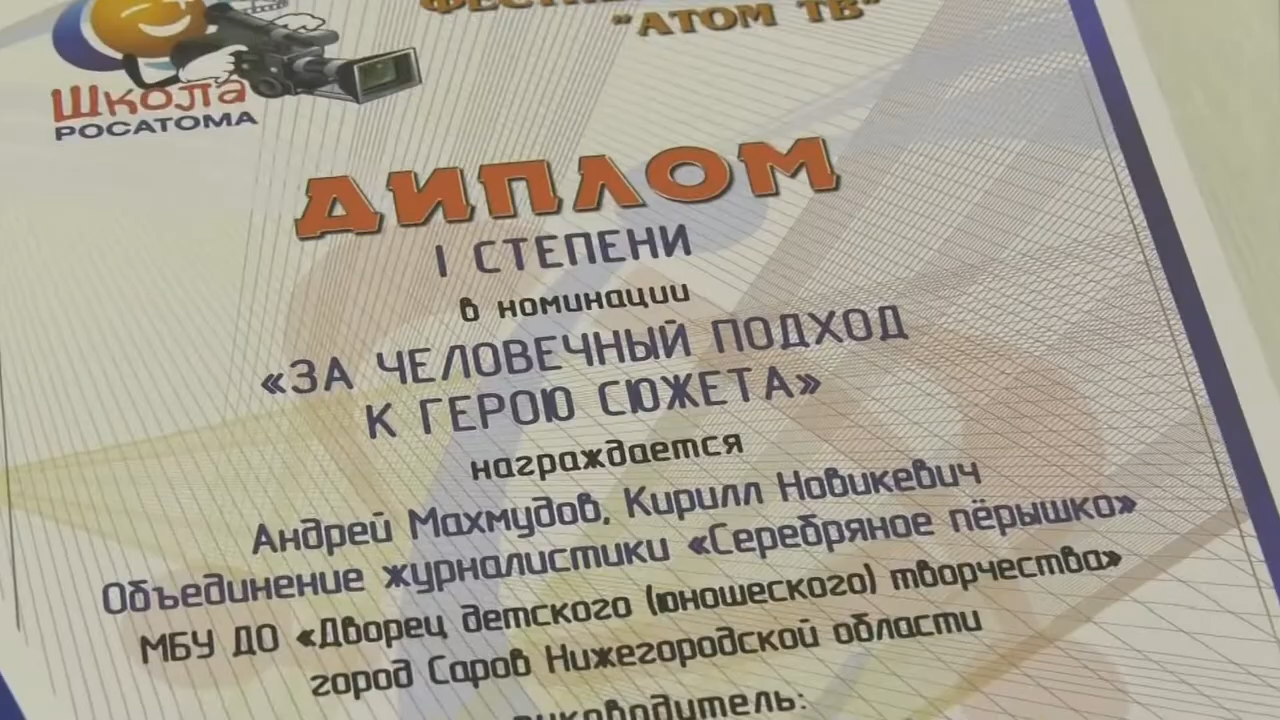 "АТОМ ТВ"
Школа
РОСАТОМА
ДИПЛОМ
I СТЕПЕНИ
в номинации
«ЗА ЧЕЛОВЕЧНЫЙ ПОДХОД
К ГЕРОЮ СЮЖЕТА»
награждается
Андрей Махмудов, Кирилл Новикевич
Объединение журналистики «Серебряное пёрышко»
МБУ ДО «Дворец детского (юношеского) творчества»
город Саров Нижегородской области